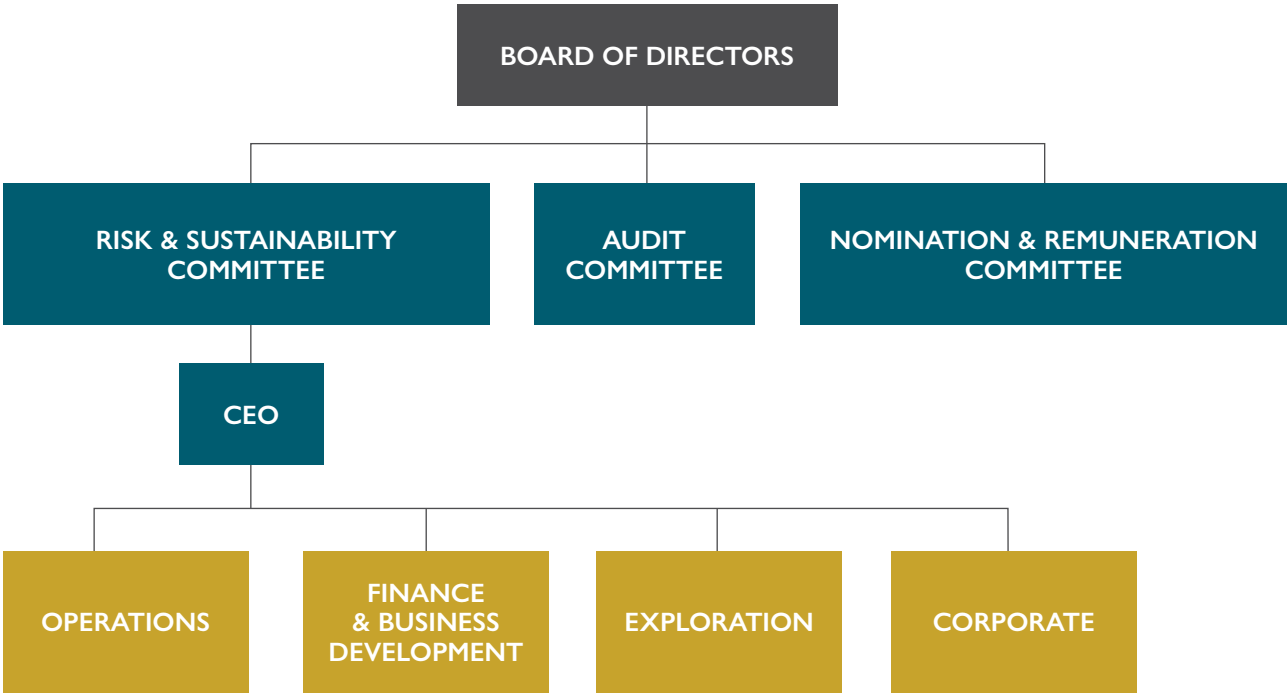 BOARD OF DIRECTORS
RISK & SUSTAINABILITY
COMMITTEE
AUDIT
COMMITTEE
NOMINATION & REMUNERATION
COMMITTEE
CEO
OPERATIONS
FINANCE
& BUSINESS
DEVELOPMENT
EXPLORATION
CORPORATE